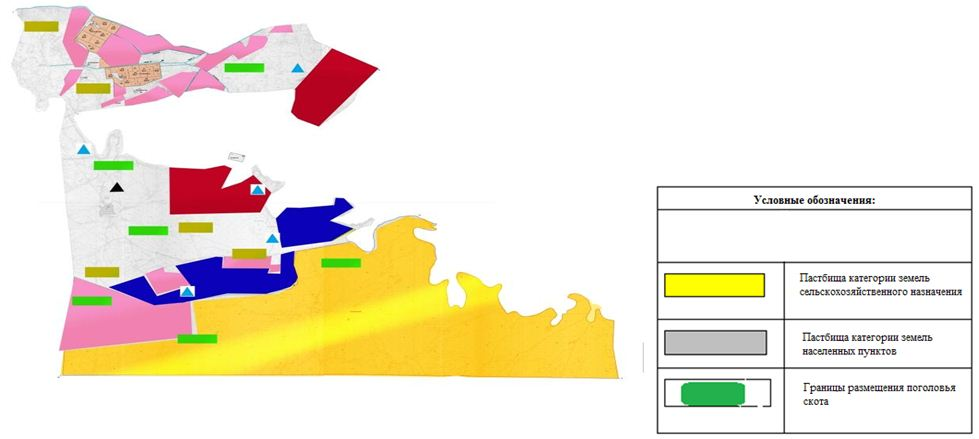 Условные обозначения:
Пастбища категории земель
сельскохозяйственного назначения
Пастбища категории земель
населенных пунктов
Границы размещения поголовья
скота